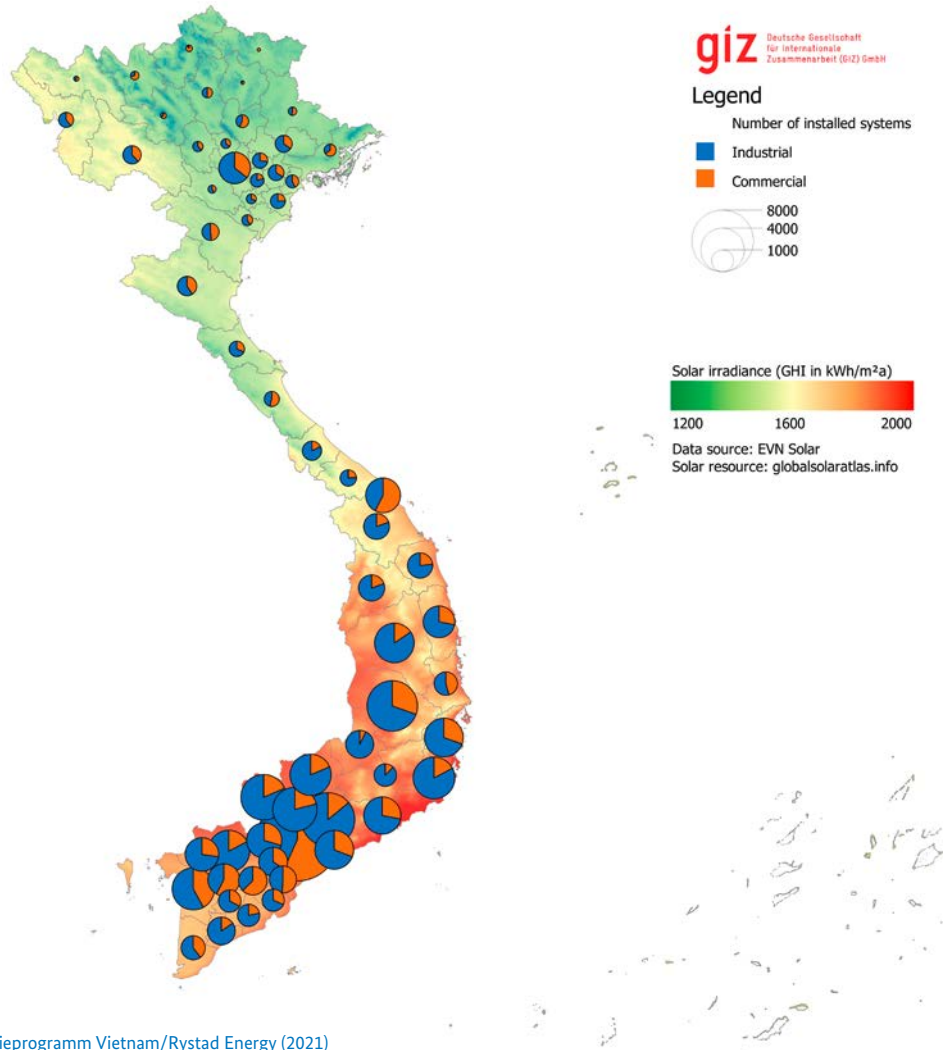 giz Deutsche Gesellschaft
für Internationale
Zusammenarbeit (GIZ) GmbH
Legend
Number of installed systems
Industrial
Commercial
8000
4000
1000
Solar irradiance (GHI in kWh/m²a)
1200 1600 2000
Data source: EVN Solar
Solar resource: globalsolaratlas.info
ieprogramm Vietnam/Rystad Energy (2021)